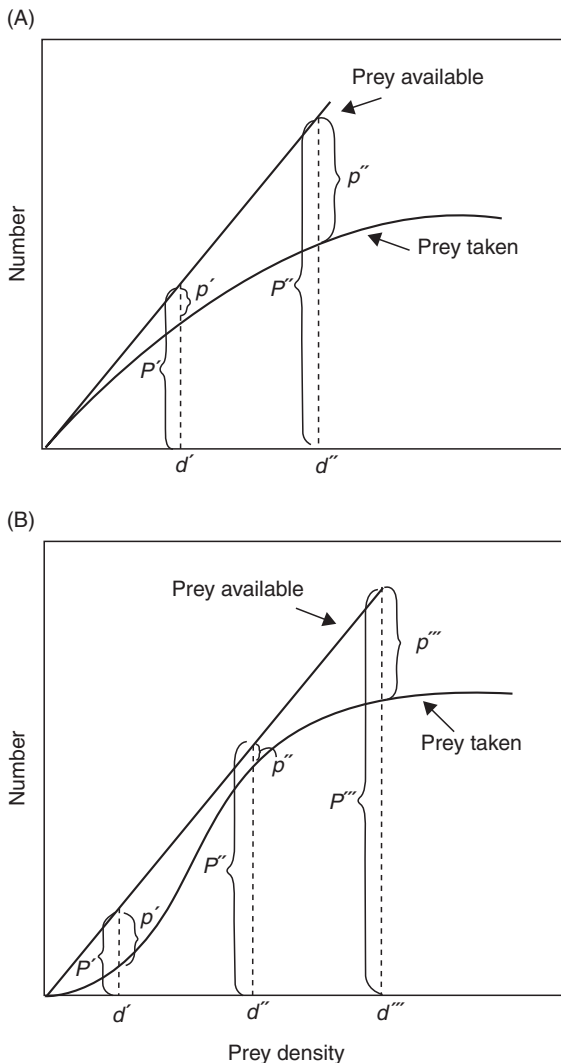 (A)
Prey available
p″
Number
Prey taken
p′
P″
P′
d′
d″
(B)
Prey available
p‴
Number
Prey taken
p″
P‴
P″
p′
P′
d′
d″
d‴
Prey density